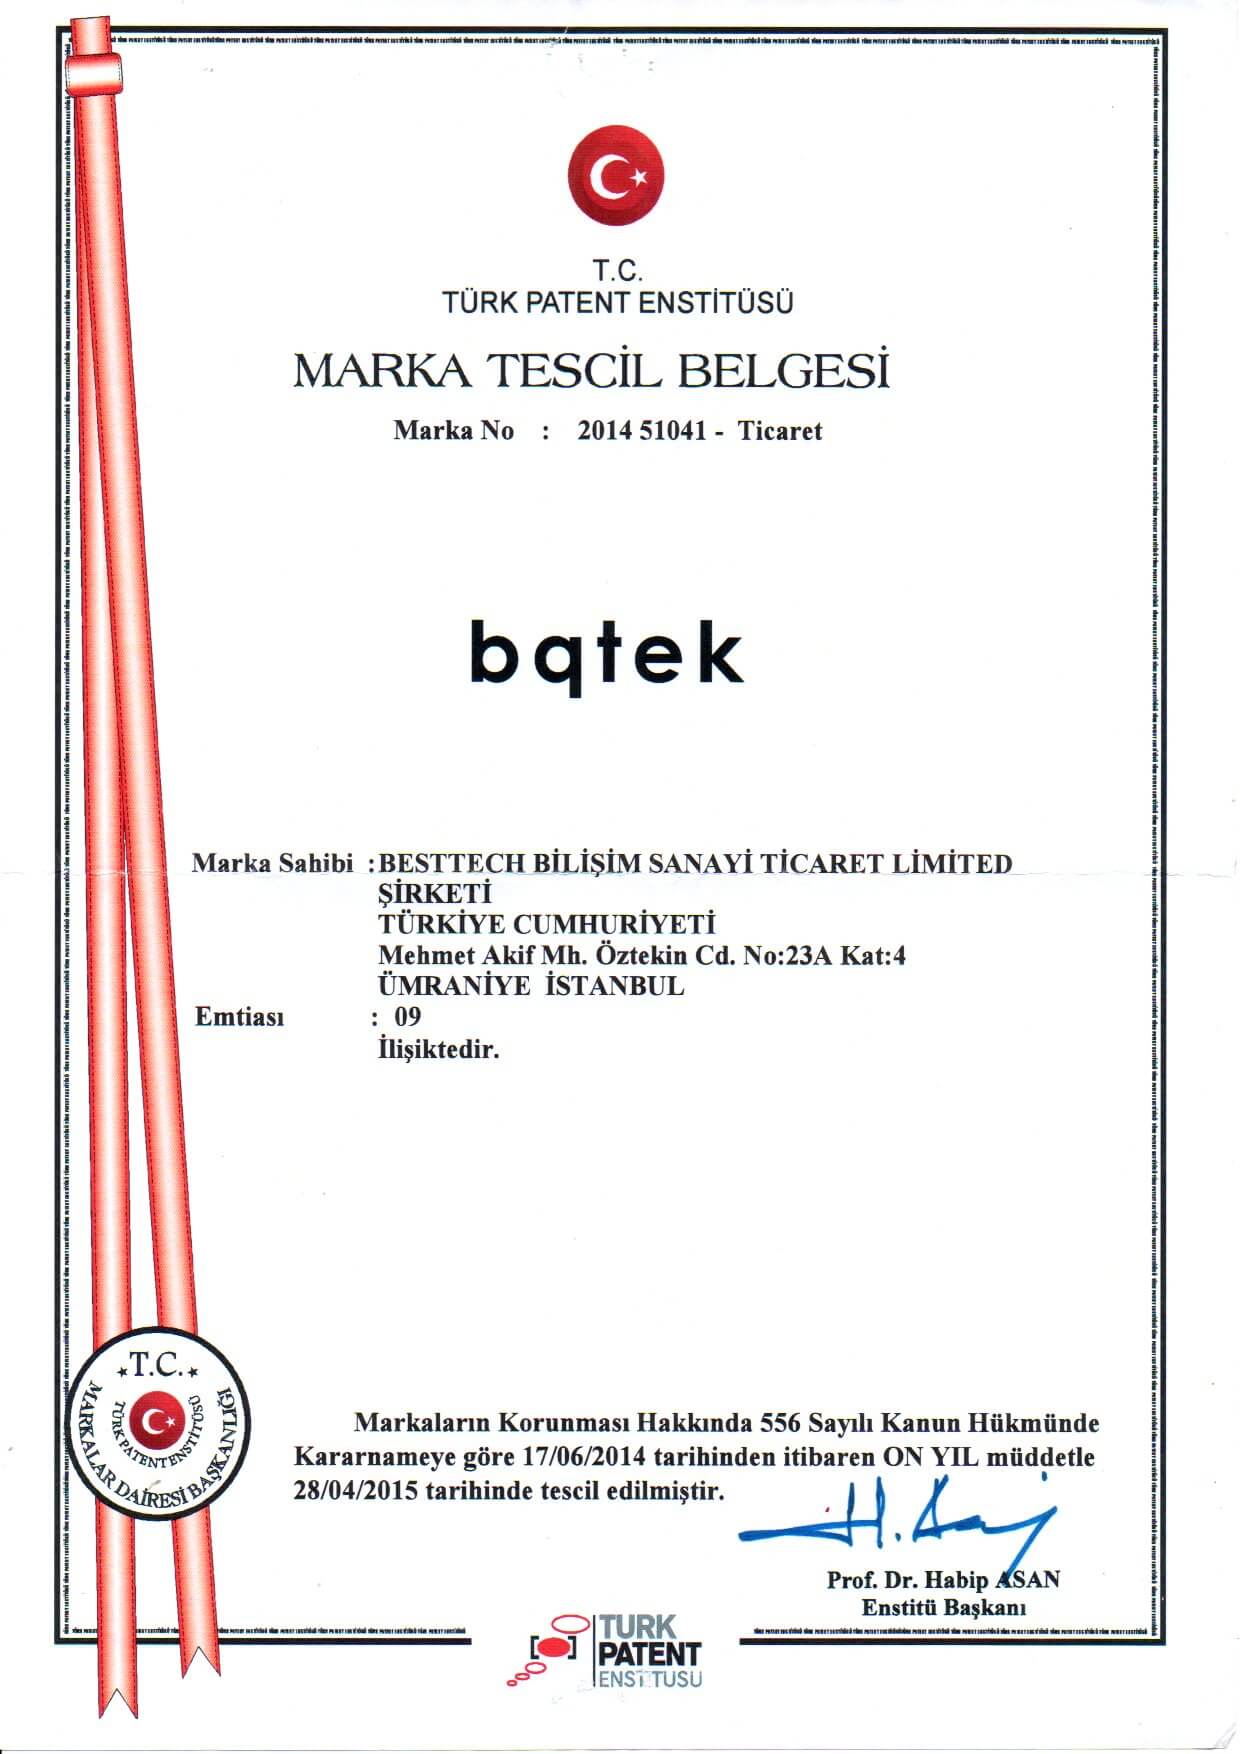 T.C.
TÜRK PATENT ENSTİTÜSÜ
MARKA TESCİL BELGESİ
Marka No : 2014 51041 - Ticaret
bqtek
Marka Sahibi :BESTTECH BİLİŞİM SANAYİ TİCARET LİMİTED
ŞİRKETİ
TÜRKİYE CUMHURİYETİ
Mehmet Akif Mh. Öztekin Cd. No:23A Kat:4
ÜMRANİYE İSTANBUL
Emtiası : 09
İlişiktedir.
T.C.
TÜRK PATENT ENSTİTÜSÜ
MARKALAR DAİRESİ BAŞKANLIĞI
Markaların Korunması Hakkında 556 Sayılı Kanun Hükmünde
Kararnameye göre 17/06/2014 tarihinden itibaren ON YIL müddetle
28/04/2015 tarihinde tescil edilmiştir.
H. Asan
Prof. Dr. Habip ASAN
Enstitü Başkanı
TURK
PATENT
ENSTITUSU